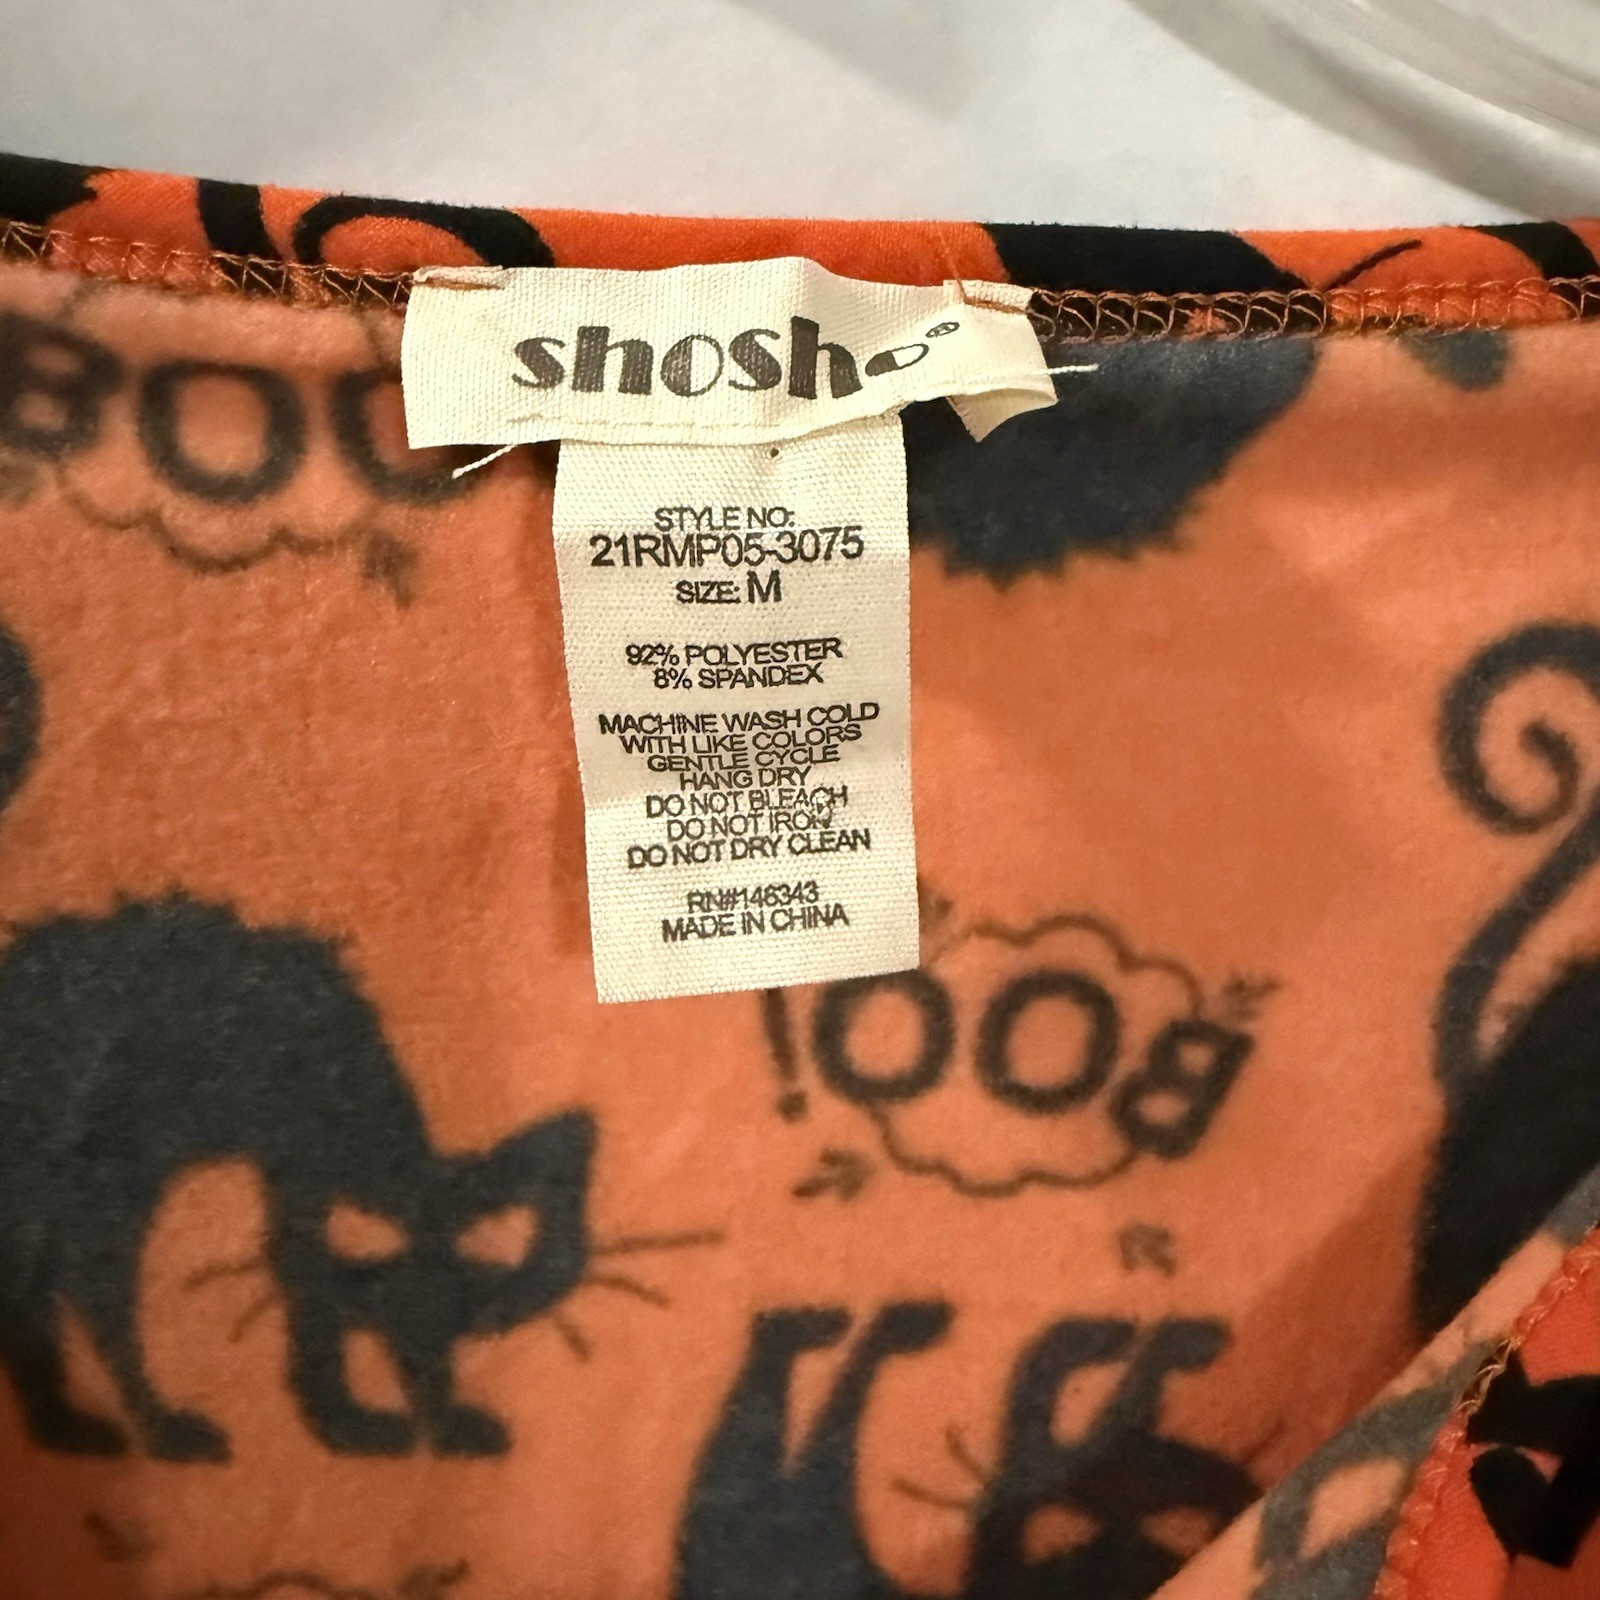 shosho®
BOO
STYLE NO:
21RMP05-3075
SIZE: M
92% POLYESTER
8% SPANDEX
MACHINE WASH COLD
WITH LIKE COLORS
GENTLE CYCLE
HANG DRY
DO NOT BLEACH
DO NOT IRON
DO NOT DRY CLEAN
RN#146343
MADE IN CHINA
BOO!